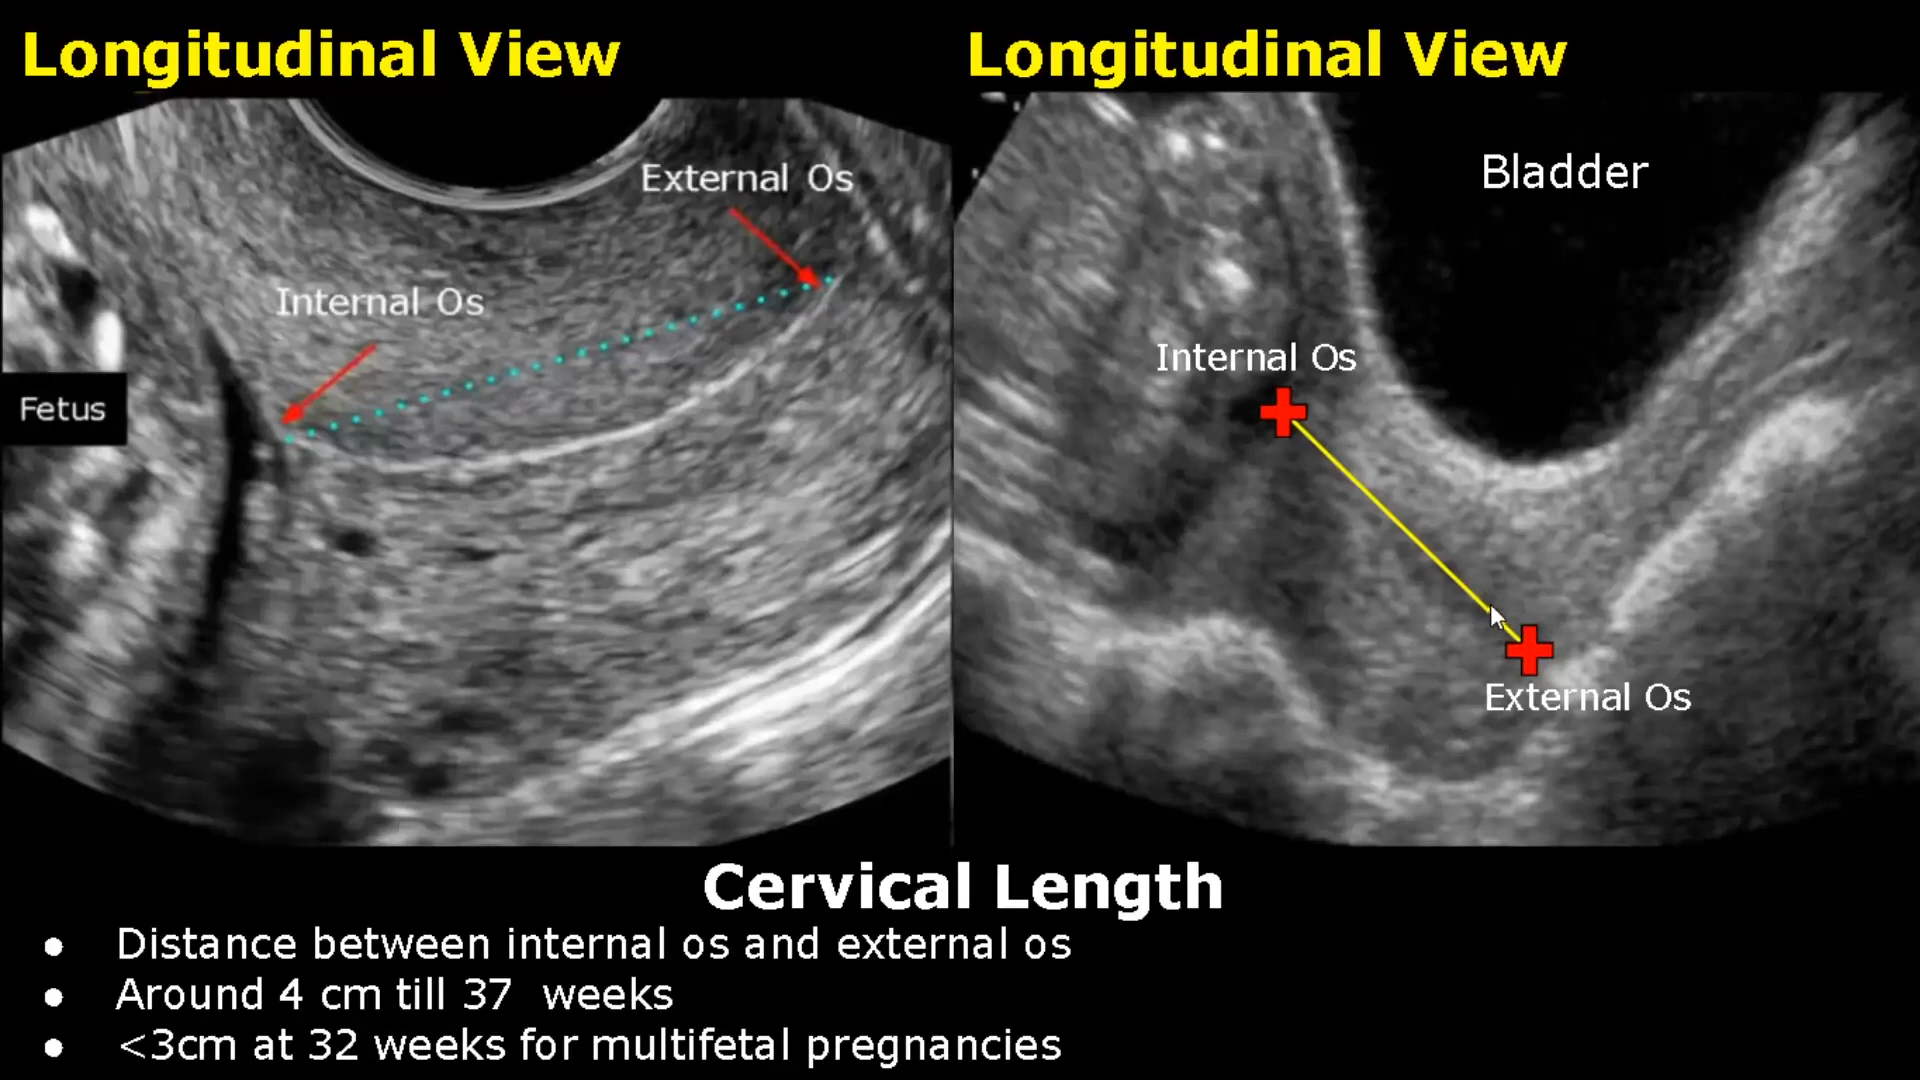 Longitudinal View
Longitudinal View
External Os
Bladder
Internal Os
Internal Os
Fetus
External Os
Cervical Length
● Distance between internal os and external os
● Around 4 cm till 37 weeks
● <3cm at 32 weeks for multifetal pregnancies